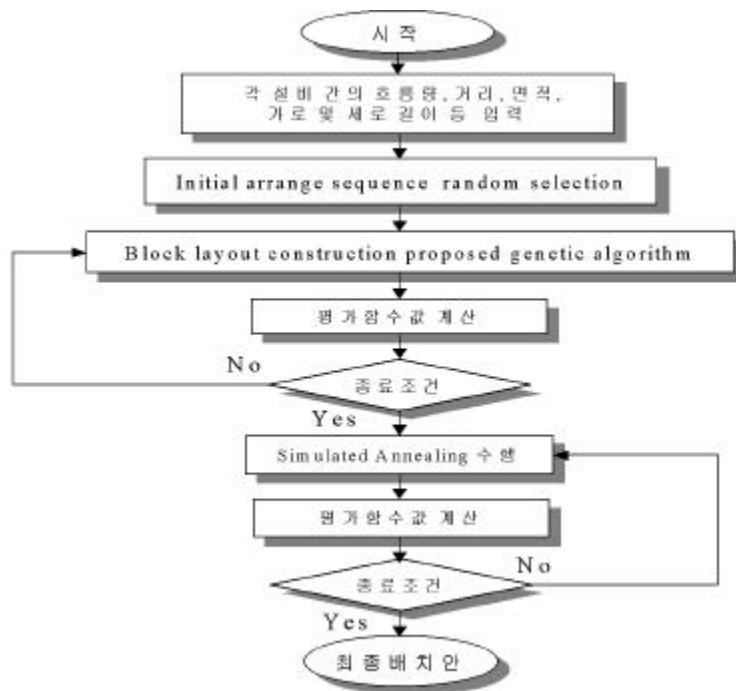 시작
각 설비 간의 흐름량, 거리, 면적,
가로 및 세로 길이 등 입력
Initial arrange sequence random selection
Block layout construction proposed genetic algorithm
평가함수값 계산
No
종료조건
Yes
Simulated Annealing 수행
평가함수값 계산
No
종료조건
Yes
최종배치안